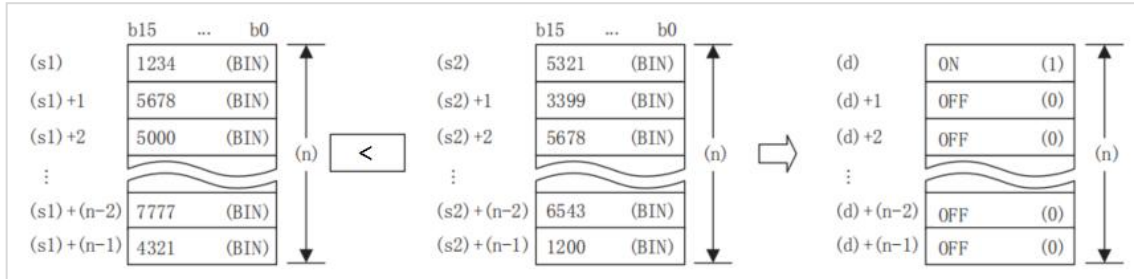 b15 ... b0 b15 ... b0
(s1) 1234 (BIN) (s2) 5321 (BIN) (d) ON (1)
(s1)+1 5678 (BIN) (s2)+1 3399 (BIN) (d)+1 OFF (0)
(s1)+2 5000 (BIN) (s2)+2 5678 (BIN) (d)+2 OFF (0)
(n) < (n) (n)
⋮ ⋮ ⋮
(s1)+(n-2) 7777 (BIN) (s2)+(n-2) 6543 (BIN) (d)+(n-2) OFF (0)
(s1)+(n-1) 4321 (BIN) (s2)+(n-1) 1200 (BIN) (d)+(n-1) OFF (0)